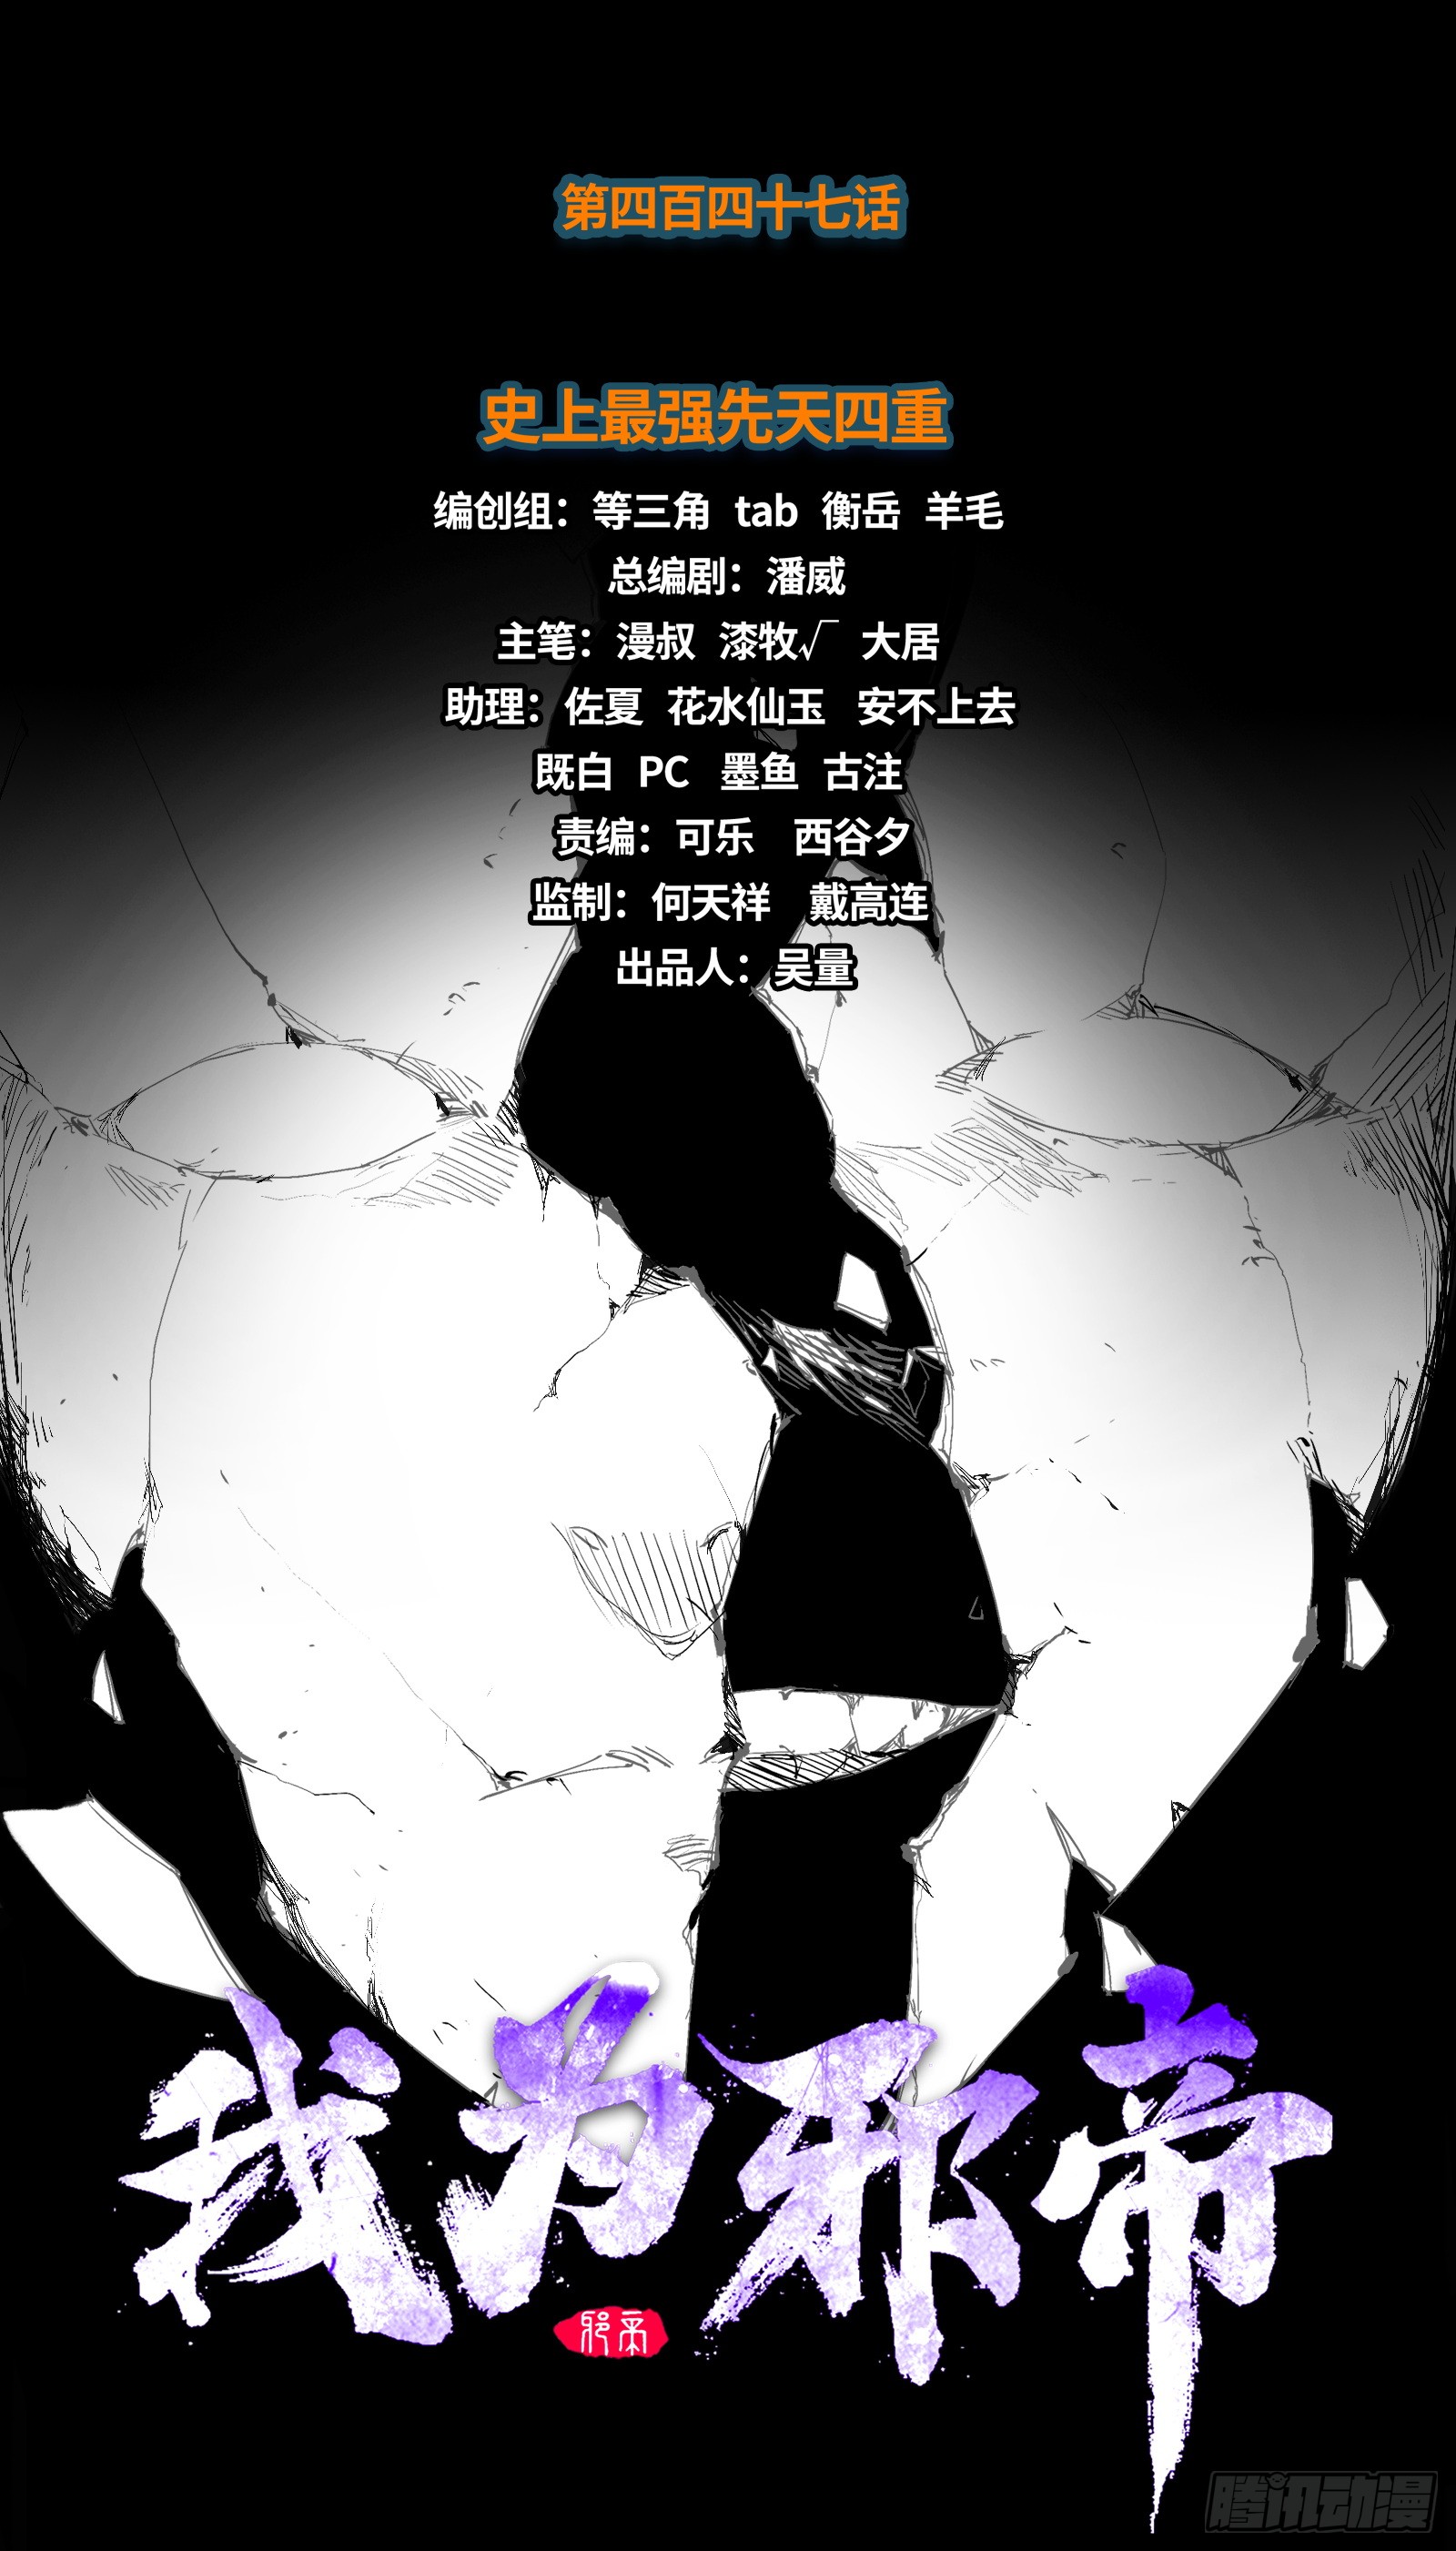 第四百四十七话
史上最强先天四重
编创组：等三角 tab 衡岳 羊毛
总编剧：潘威
主笔：漫叔 漆牧√ 大居
助理：佐夏 花水仙玉 安不上去
既白 PC 墨鱼 古注
责编：可乐 西谷夕
监制：何天祥 戴高连
出品人：吴量
我为邪帝
邪帝
腾讯动漫